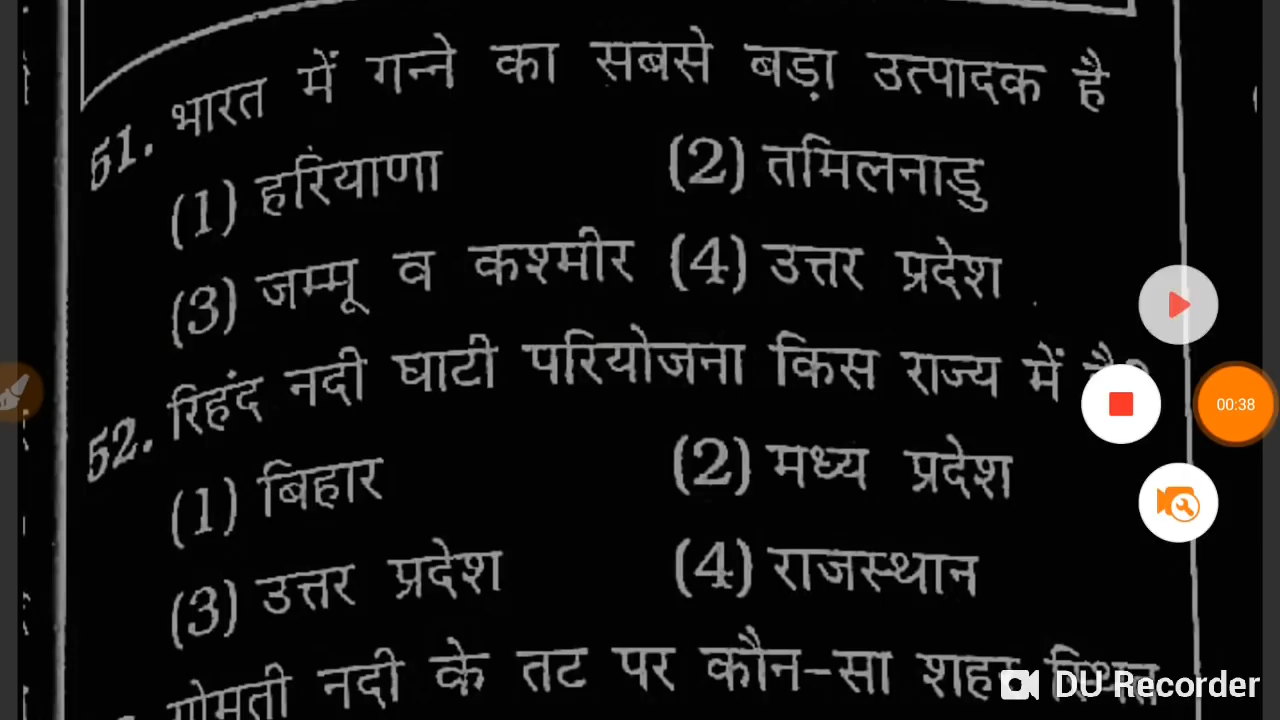 51. भारत में गन्ने का सबसे बड़ा उत्पादक है
(1) हरियाणा (2) तमिलनाडु
(3) जम्मू व कश्मीर (4) उत्तर प्रदेश
52. रिहंद नदी घाटी परियोजना किस राज्य में
(1) बिहार (2) मध्य प्रदेश
(3) उत्तर प्रदेश (4) राजस्थान
गोमती नदी के तट पर कौन-सा शहर स्थित
00:38
DU Recorder